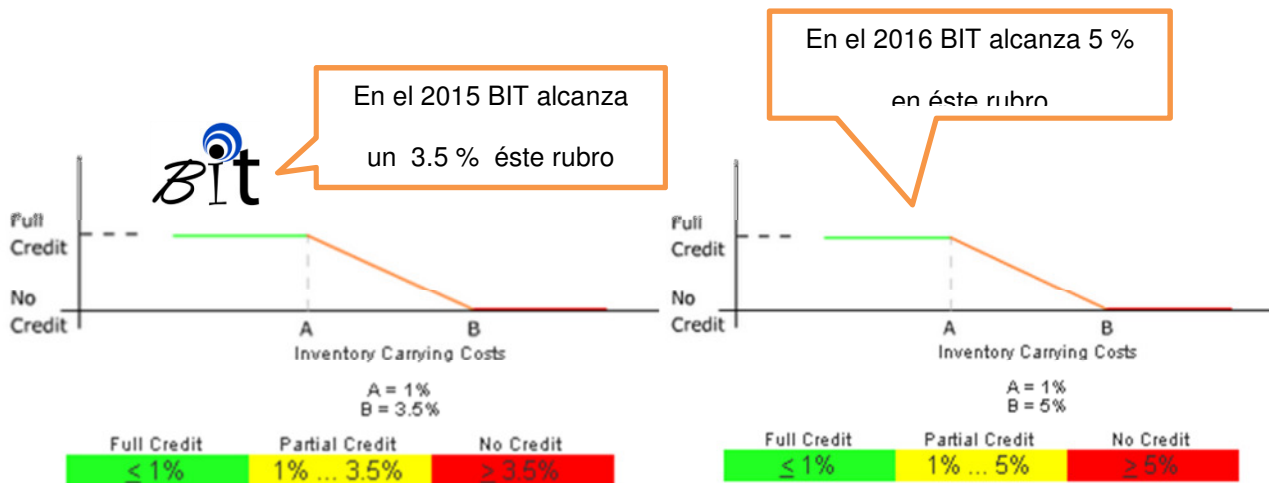 En el 2015 BIT alcanza
un 3.5 % éste rubro
BIt
Full
Credit
No
Credit
A
B
Inventory Carrying Costs
A = 1%
B = 3.5%
Full Credit Partial Credit No Credit
≤ 1% 1% ... 3.5% ≥ 3.5%
En el 2016 BIT alcanza 5 %
en éste rubro
Full
Credit
No
Credit
A
B
Inventory Carrying Costs
A = 1%
B = 5%
Full Credit Partial Credit No Credit
≤ 1% 1% ... 5% ≥ 5%